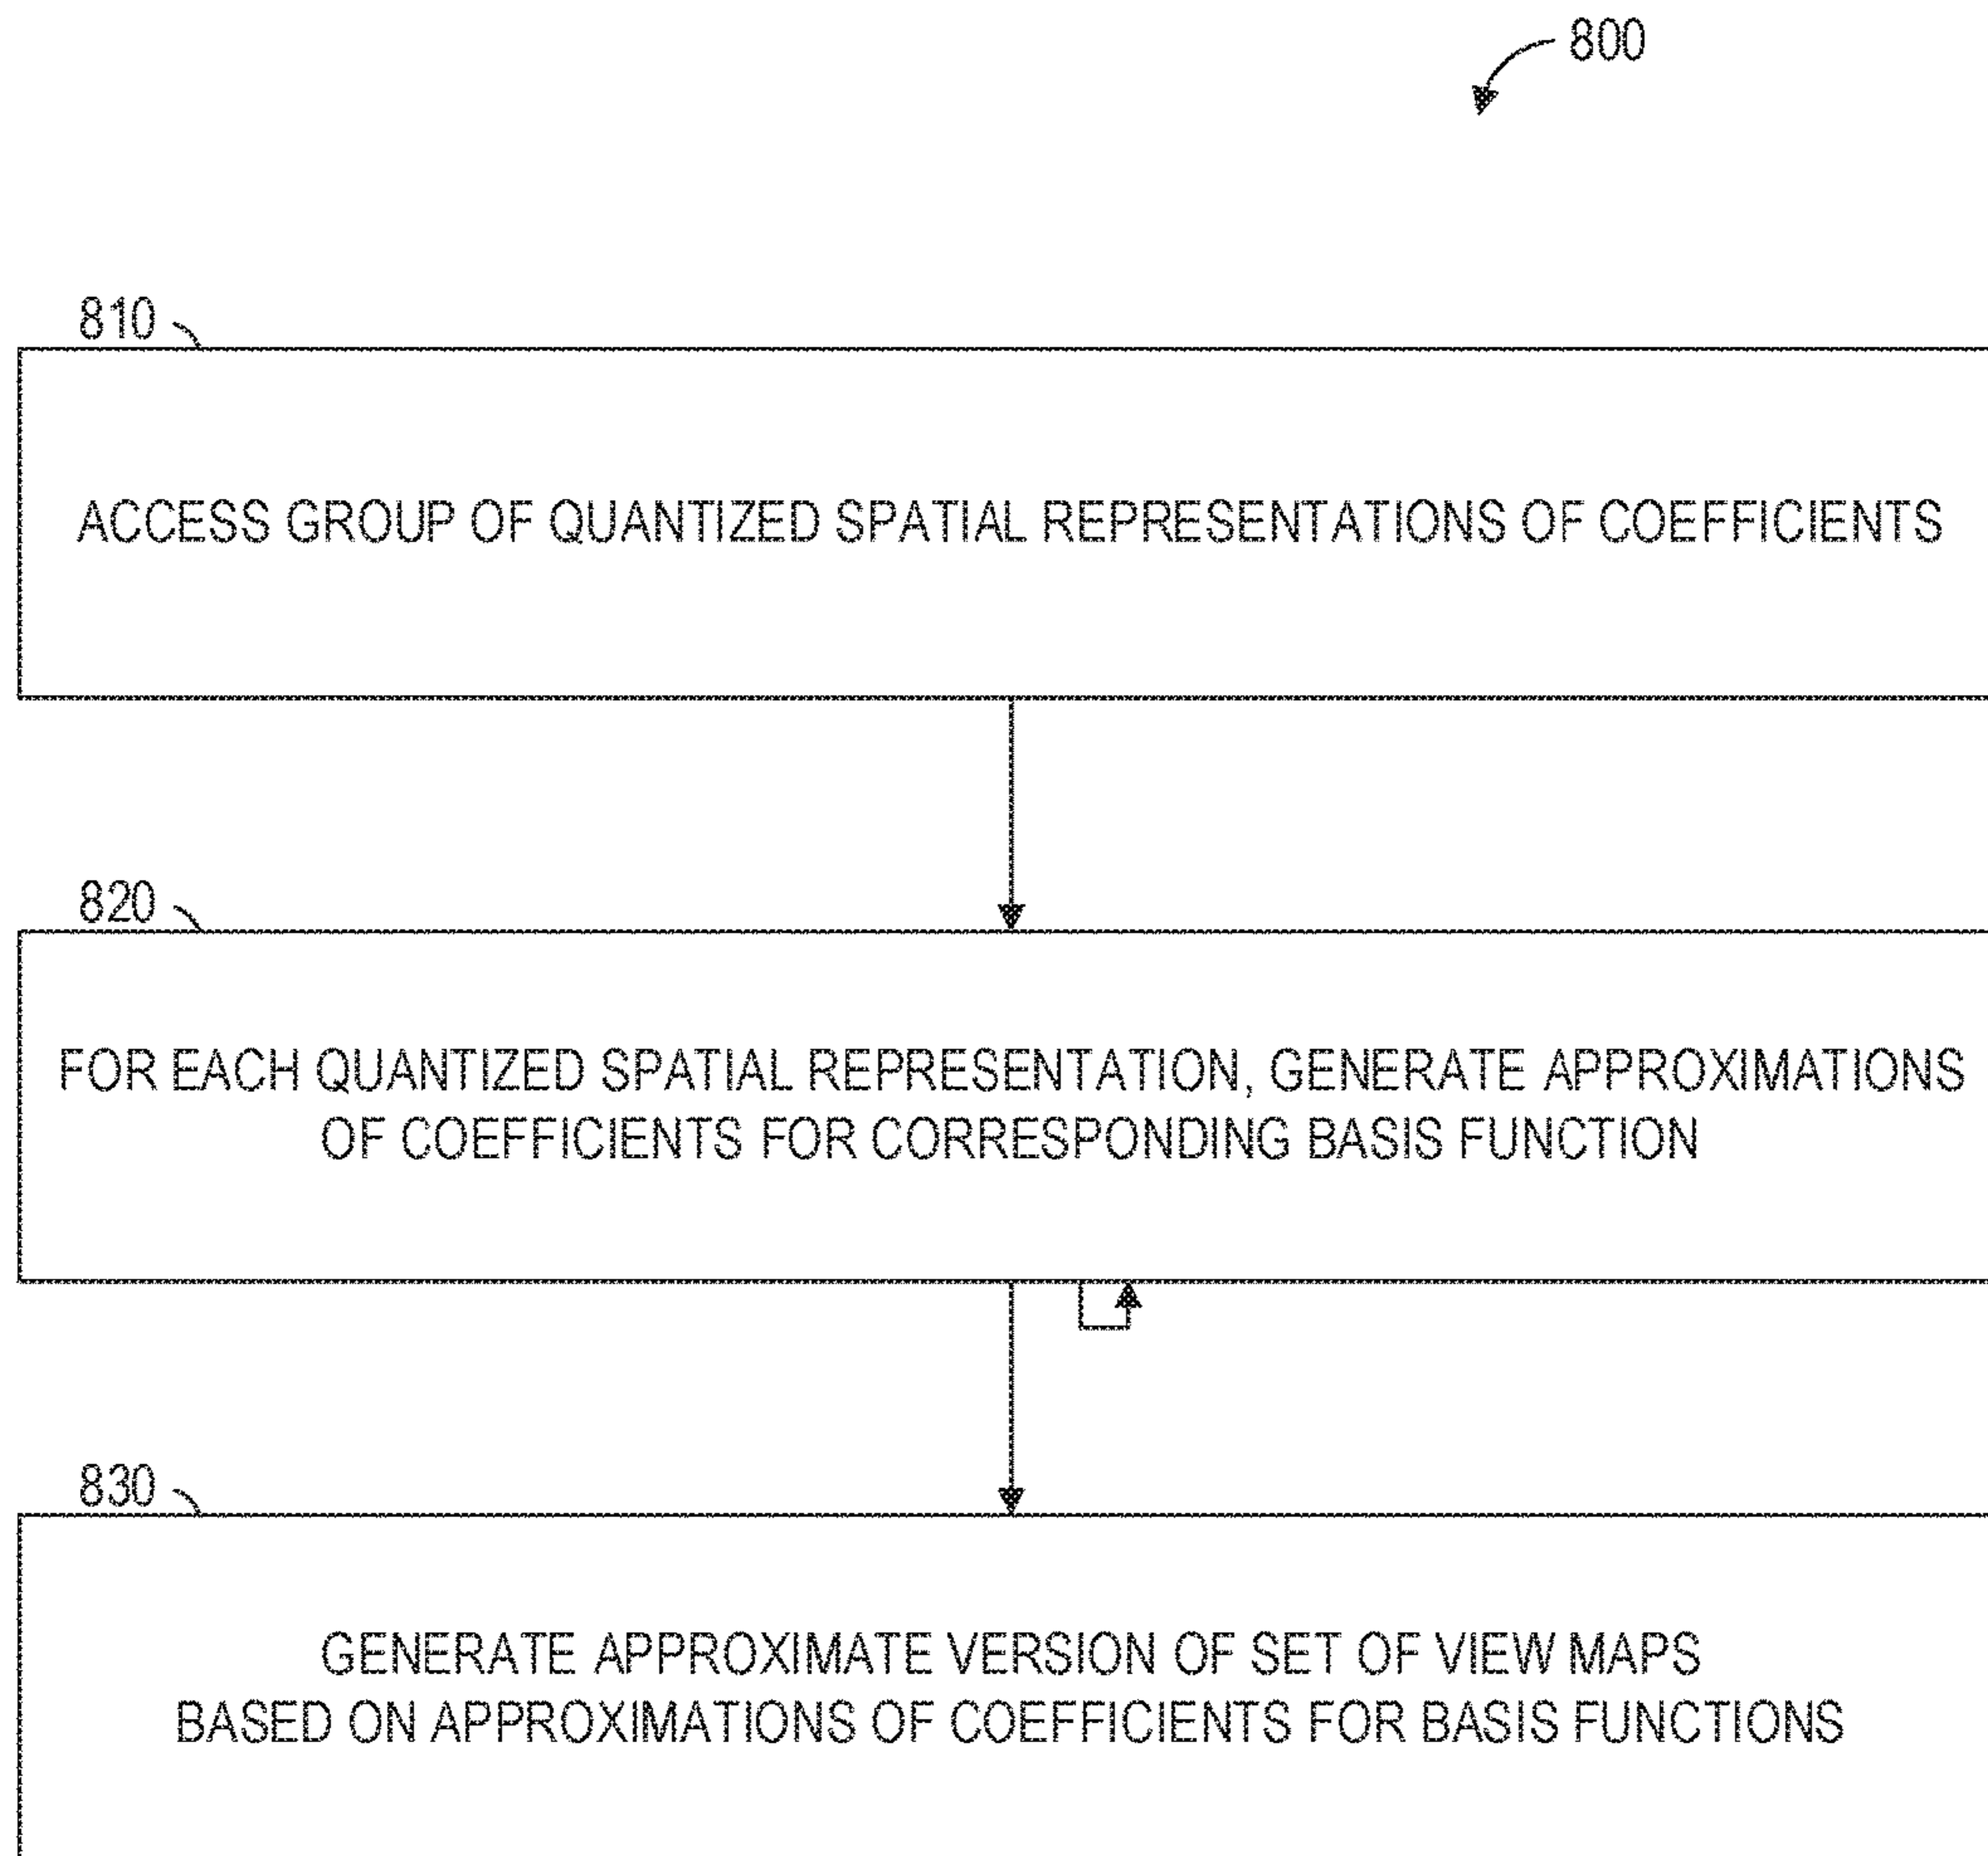 800
810
ACCESS GROUP OF QUANTIZED SPATIAL REPRESENTATIONS OF COEFFICIENTS
820
FOR EACH QUANTIZED SPATIAL REPRESENTATION, GENERATE APPROXIMATIONS
OF COEFFICIENTS FOR CORRESPONDING BASIS FUNCTION
830
GENERATE APPROXIMATE VERSION OF SET OF VIEW MAPS
BASED ON APPROXIMATIONS OF COEFFICIENTS FOR BASIS FUNCTIONS